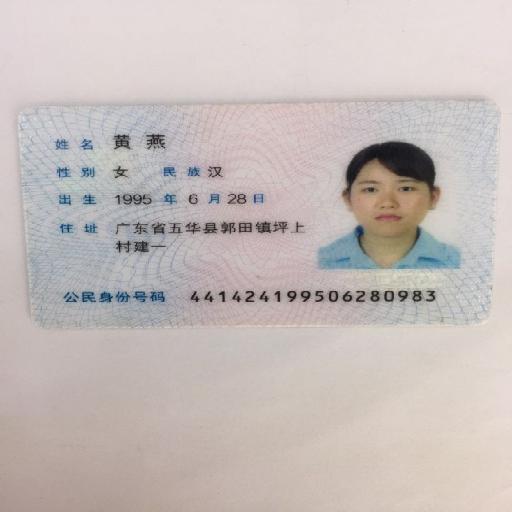 姓名 黄燕
性别 女 民族 汉
出生 1995 年 6 月 28 日
住址 广东省五华县郭田镇坪上
村建一
公民身份号码 441424199506280983